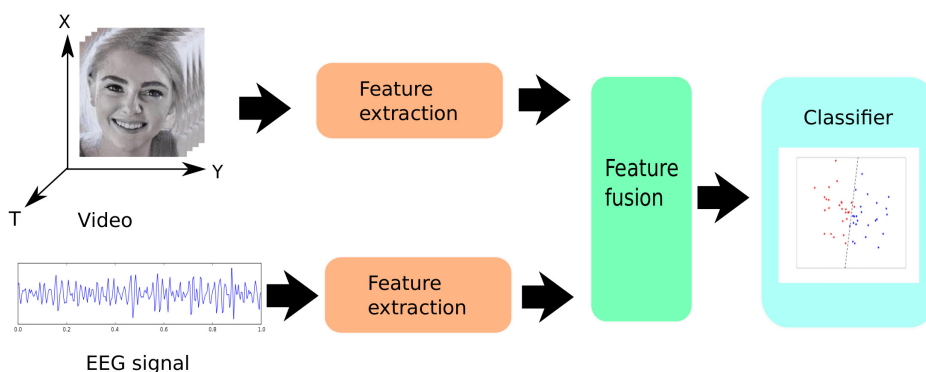 X
Y
T
Video
Feature
extraction
Feature
fusion
Classifier
0.0 0.2 0.4 0.6 0.8 1.0
EEG signal
Feature
extraction